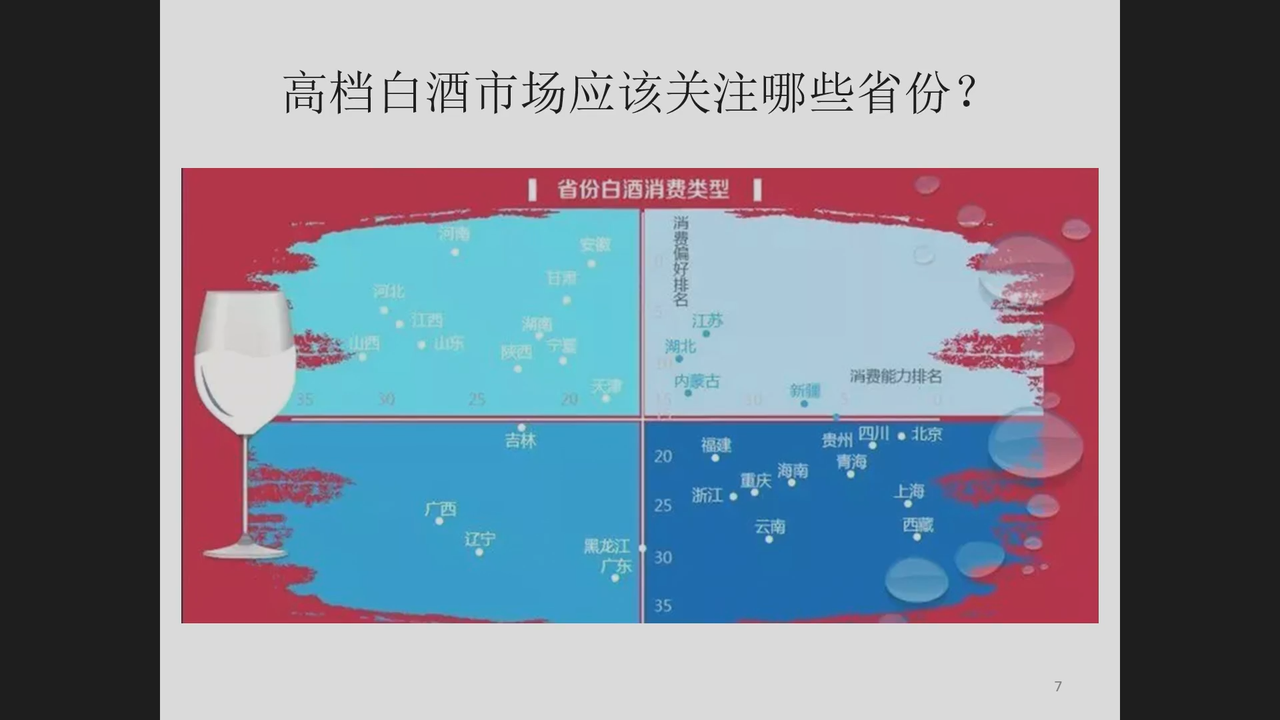 高档白酒市场应该关注哪些省份？
省份白酒消费类型
消费偏好排名
河南
安徽
甘肃
河北
江西
湖南
山西
山东
陕西
宁夏
天津
江苏
湖北
内蒙古
新疆
消费能力排名
35 30 25 20 15 10 5 0
0
5
10
15
吉林
广西
辽宁
黑龙江
广东
福建
贵州
四川
北京
青海
海南
重庆
浙江
上海
云南
西藏
20
25
30
35
7